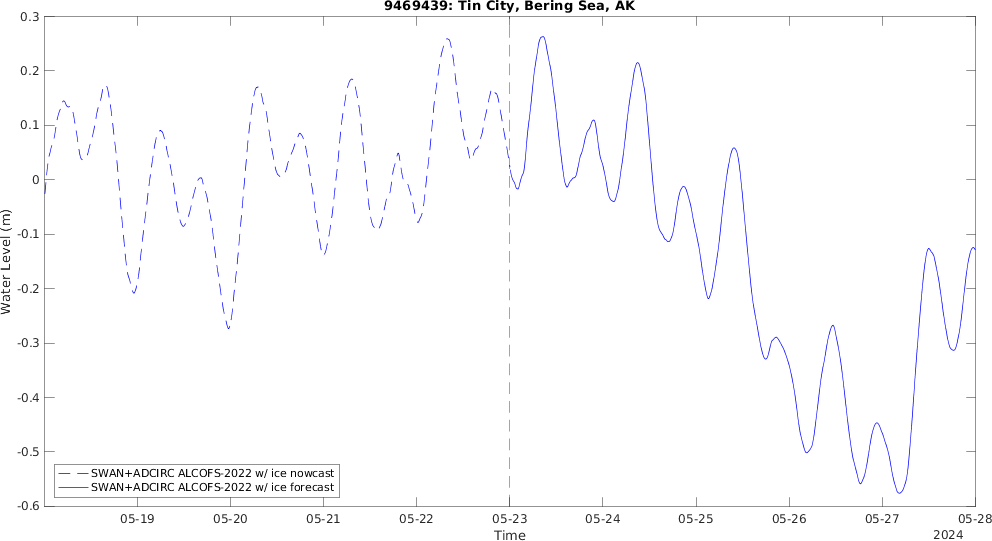 9469439: Tin City, Bering Sea, AK
0.3
0.2
0.1
0
-0.1
-0.2
-0.3
-0.4
-0.5
-0.6
Water Level (m)
SWAN+ADCIRC ALCOFS-2022 w/ ice nowcast
SWAN+ADCIRC ALCOFS-2022 w/ ice forecast
05-19 05-20 05-21 05-22 05-23 05-24 05-25 05-26 05-27 05-28
Time
2024